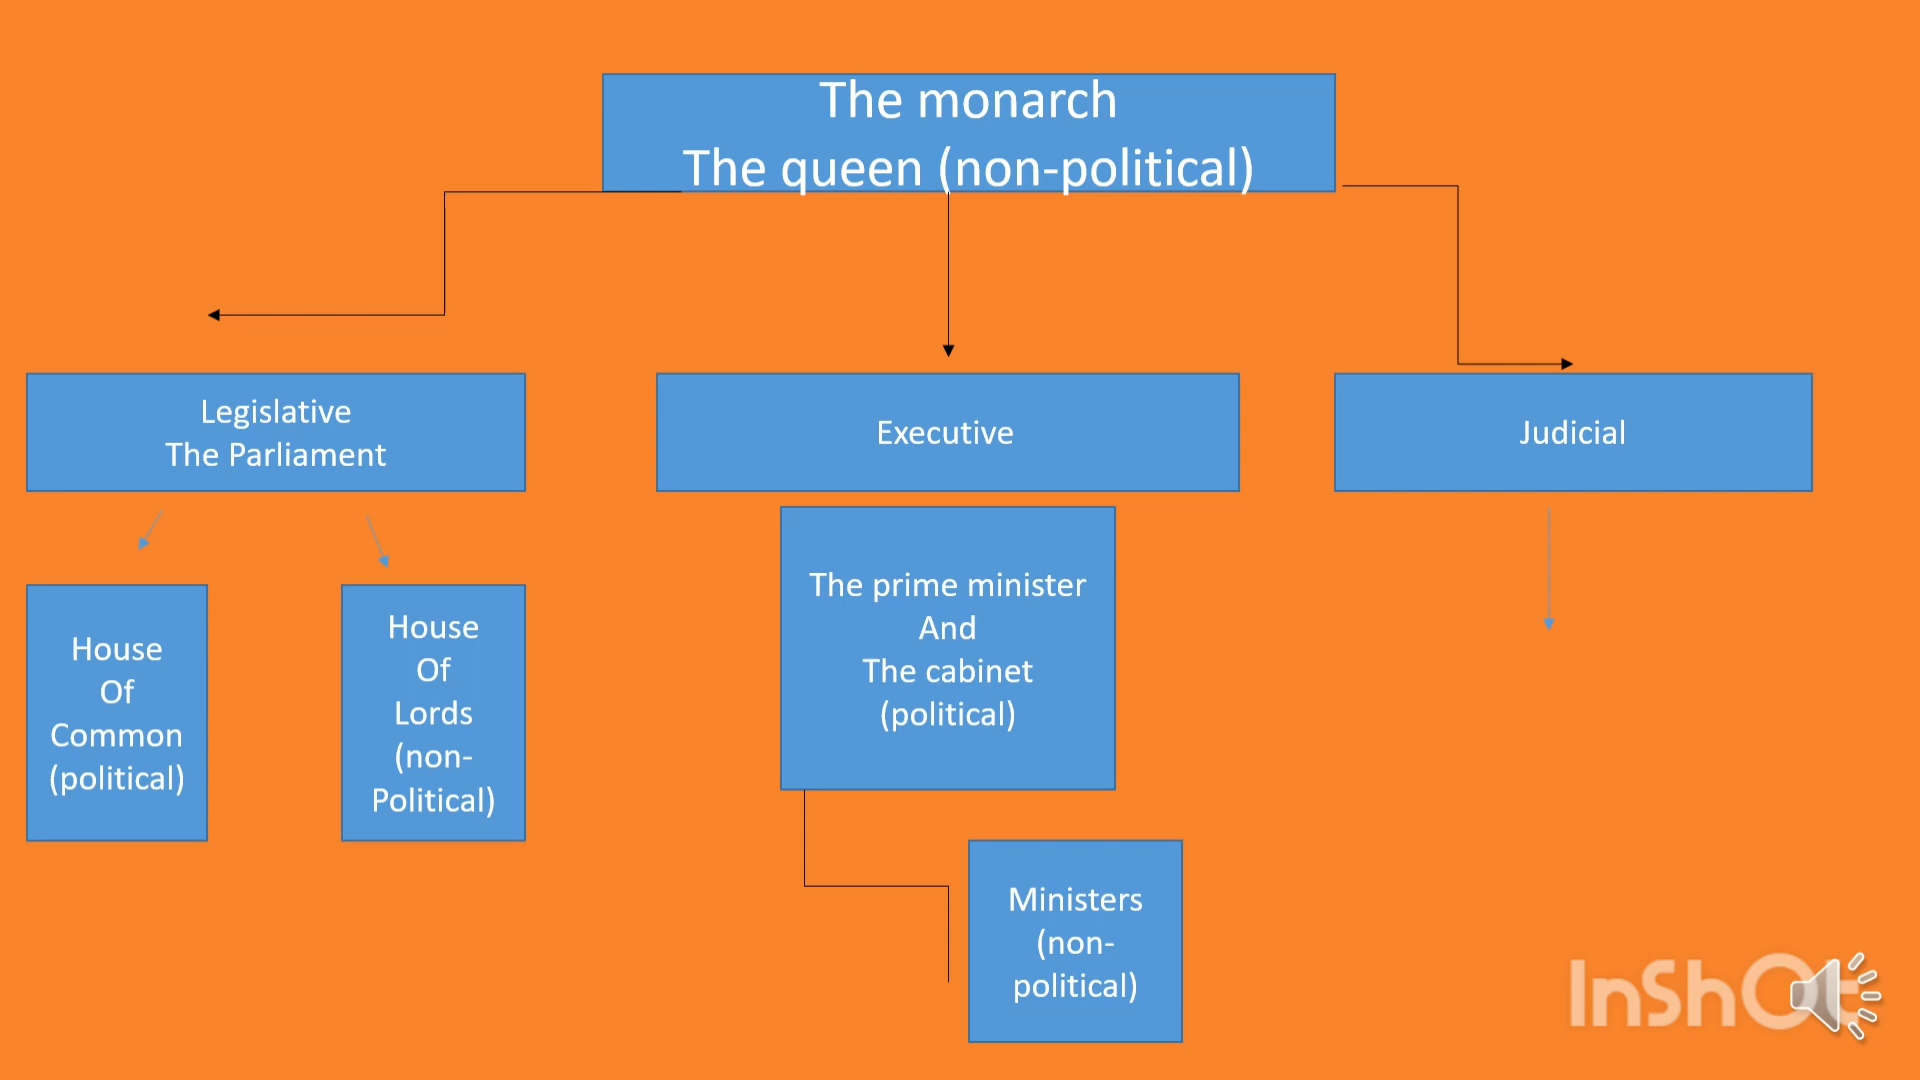 The monarch
The queen (non-political)
Legislative
The Parliament
Executive
Judicial
House
Of
Common
(political)
House
Of
Lords
(non-
Political)
The prime minister
And
The cabinet
(political)
Ministers
(non-
political)
InShOt